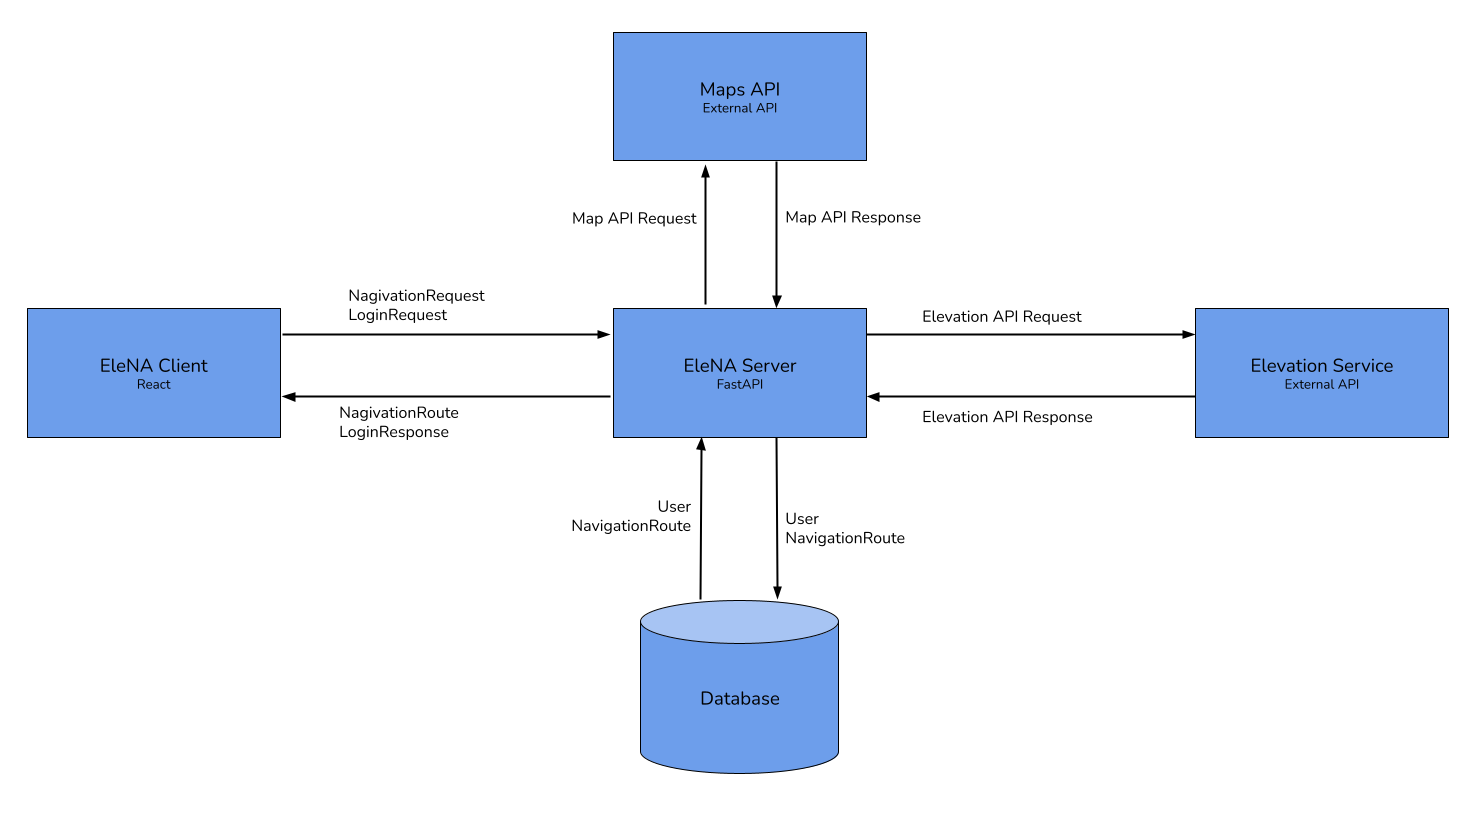 Maps API
External API
Map API Request
Map API Response
NagivationRequest
LoginRequest
Elevation API Request
EleNA Client
React
EleNA Server
FastAPI
Elevation Service
External API
NagivationRoute
LoginResponse
Elevation API Response
User
NavigationRoute
User
NavigationRoute
Database